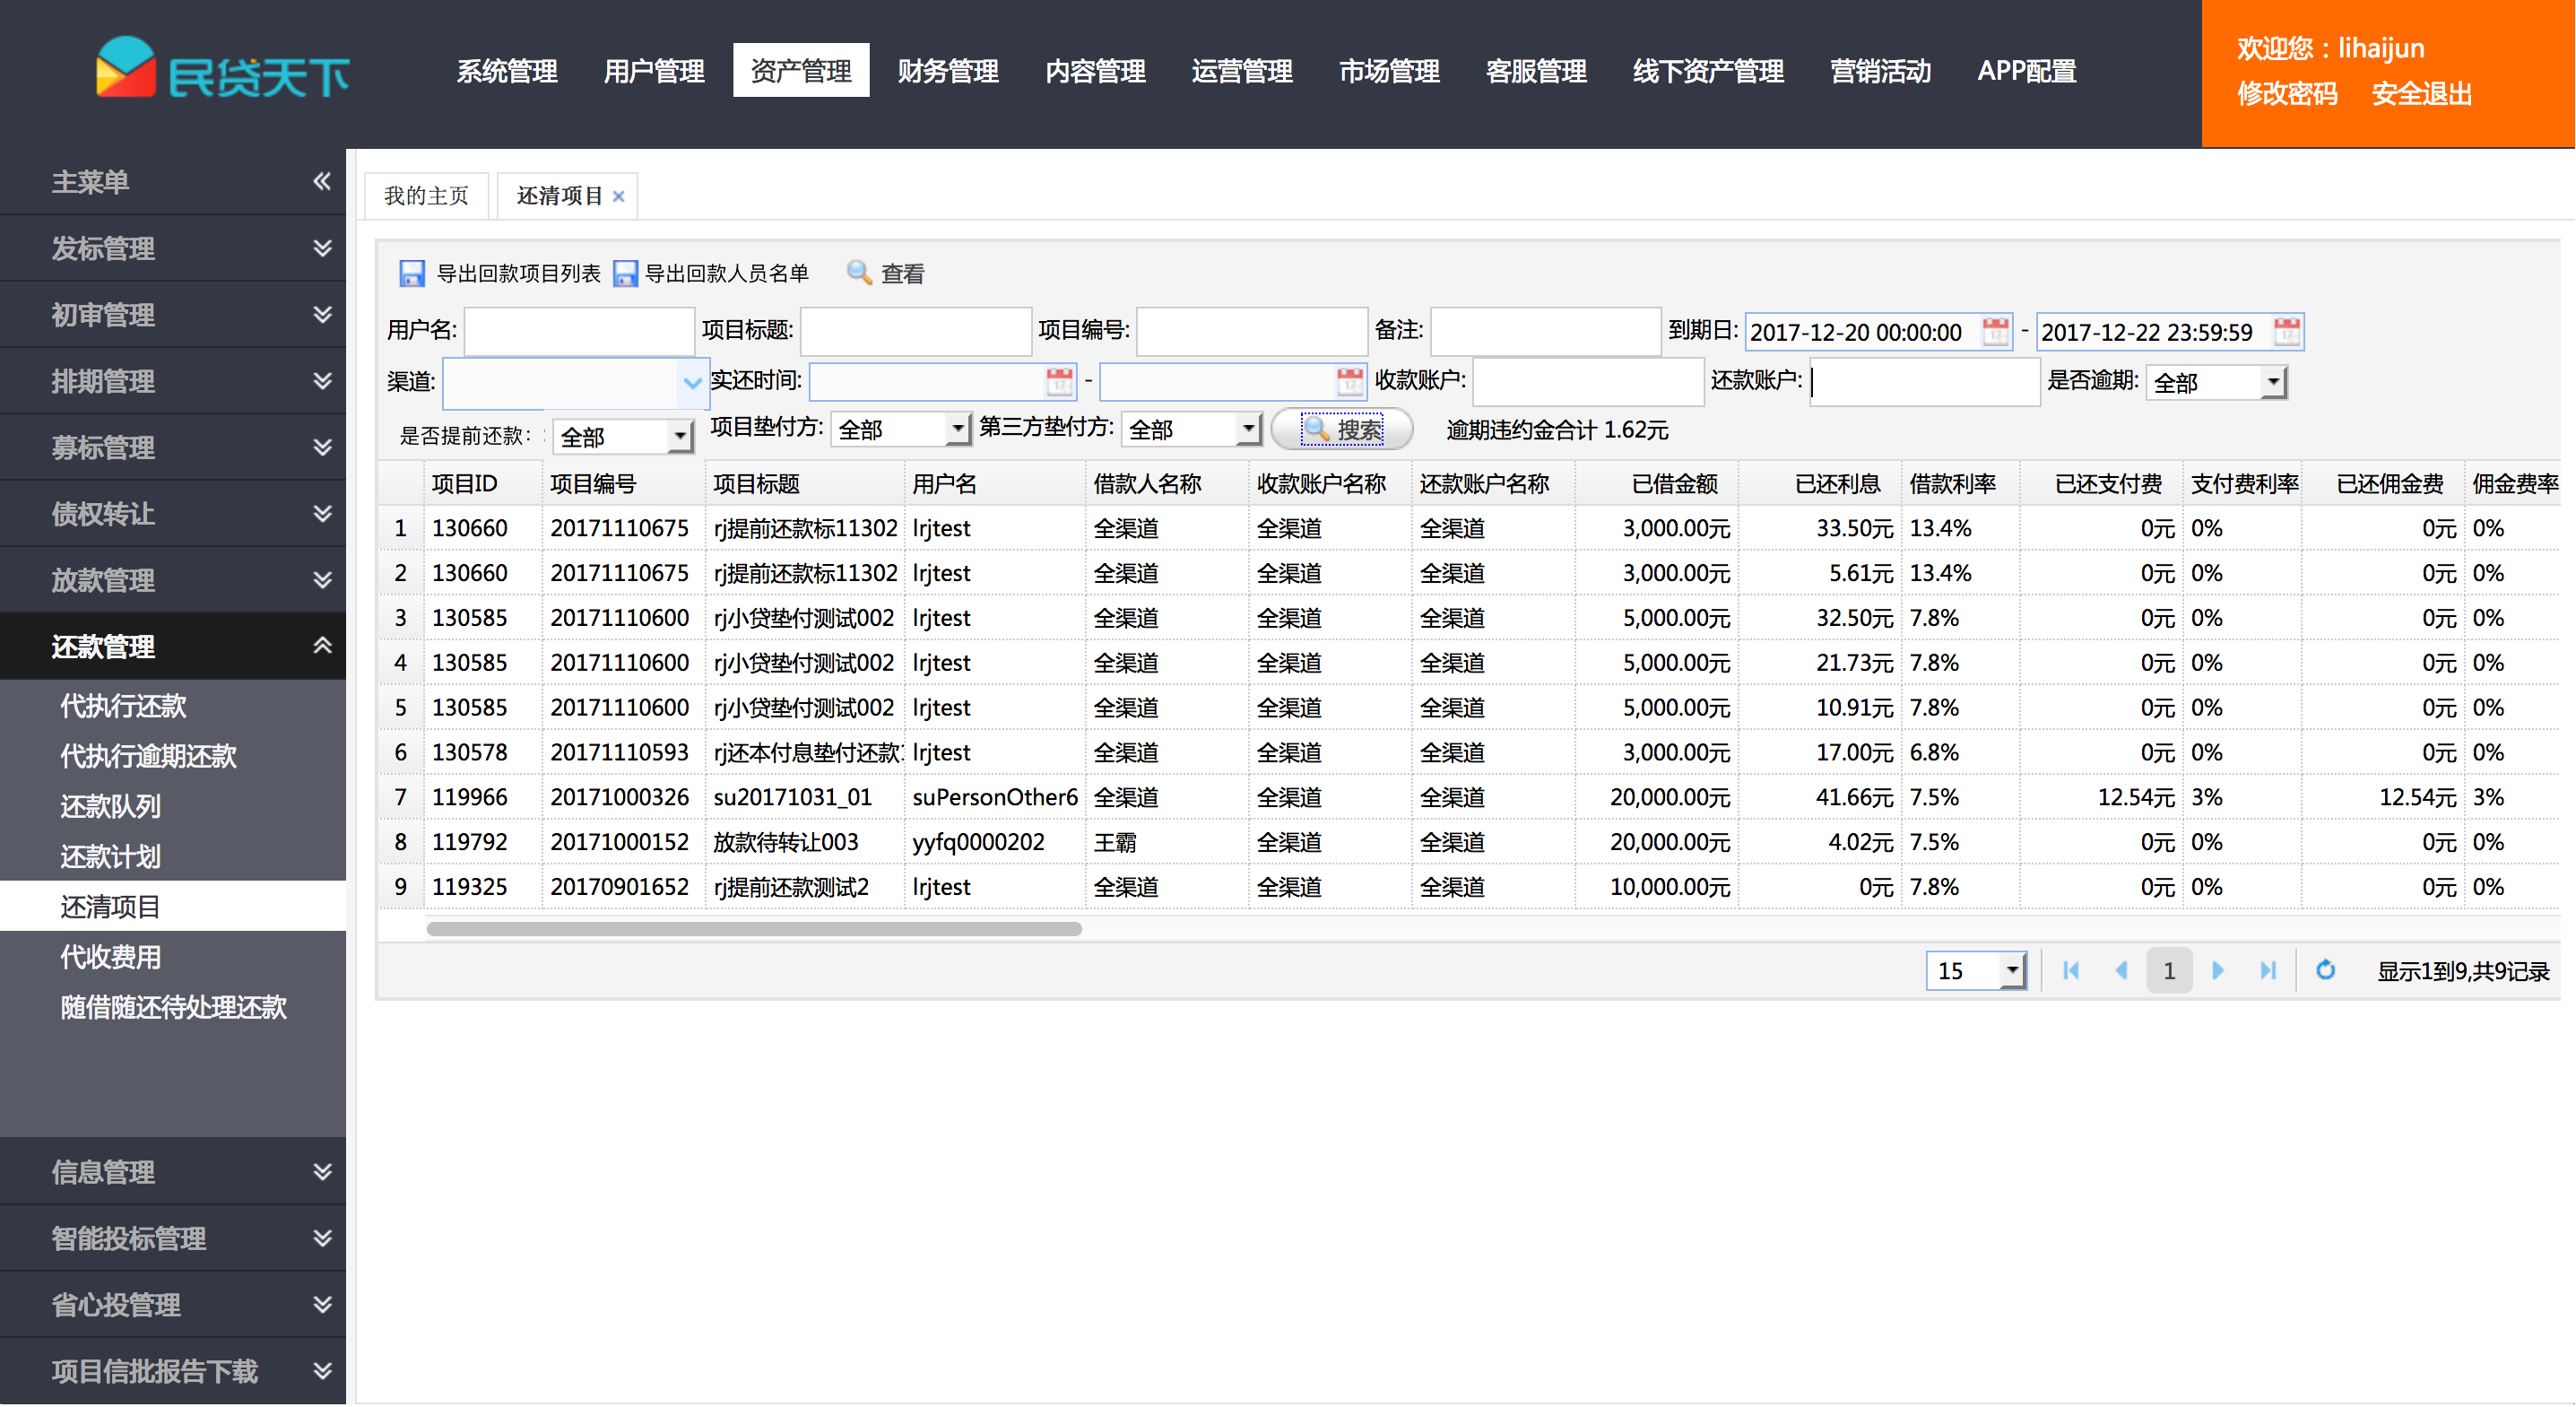 民贷天下
系统管理 用户管理 资产管理 财务管理 内容管理 运营管理 市场管理 客服管理 线下资产管理 营销活动 APP配置
欢迎您：lihaijun
修改密码 安全退出
主菜单
发标管理
初审管理
排期管理
募标管理
债权转让
放款管理
还款管理
代执行还款
代执行逾期还款
还款队列
还款计划
还清项目
代收费用
随借随还待处理还款
信息管理
智能投标管理
省心投管理
项目信批报告下载
我的主页 还清项目
导出回款项目列表 导出回款人员名单 查看
用户名: 项目标题: 项目编号: 备注: 到期日: 2017-12-20 00:00:00 - 2017-12-22 23:59:59
渠道: 实还时间: - 收款账户: 还款账户: 是否逾期: 全部
是否提前还款: 全部 项目垫付方: 全部 第三方垫付方: 全部 搜索 逾期违约金合计 1.62元
项目ID 项目编号 项目标题 用户名 借款人名称 收款账户名称 还款账户名称 已借金额 已还利息 借款利率 已还支付费 支付费利率 已还佣金费 佣金费率
1 130660 20171110675 rj提前还款标11302 lrjtest 全渠道 全渠道 全渠道 3,000.00元 33.50元 13.4% 0元 0% 0元 0%
2 130660 20171110675 rj提前还款标11302 lrjtest 全渠道 全渠道 全渠道 3,000.00元 5.61元 13.4% 0元 0% 0元 0%
3 130585 20171110600 rj小贷垫付测试002 lrjtest 全渠道 全渠道 全渠道 5,000.00元 32.50元 7.8% 0元 0% 0元 0%
4 130585 20171110600 rj小贷垫付测试002 lrjtest 全渠道 全渠道 全渠道 5,000.00元 21.73元 7.8% 0元 0% 0元 0%
5 130585 20171110600 rj小贷垫付测试002 lrjtest 全渠道 全渠道 全渠道 5,000.00元 10.91元 7.8% 0元 0% 0元 0%
6 130578 20171110593 rj还本付息垫付还款 lrjtest 全渠道 全渠道 全渠道 3,000.00元 17.00元 6.8% 0元 0% 0元 0%
7 119966 20171000326 su20171031_01 suPersonOther6 全渠道 全渠道 全渠道 20,000.00元 41.66元 7.5% 12.54元 3% 12.54元 3%
8 119792 20171000152 放款待转让003 yyfq0000202 王霸 全渠道 全渠道 20,000.00元 4.02元 7.5% 0元 0% 0元 0%
9 119325 20170901652 rj提前还款测试2 lrjtest 全渠道 全渠道 全渠道 10,000.00元 0元 7.8% 0元 0% 0元 0%
15 1 显示1到9,共9记录